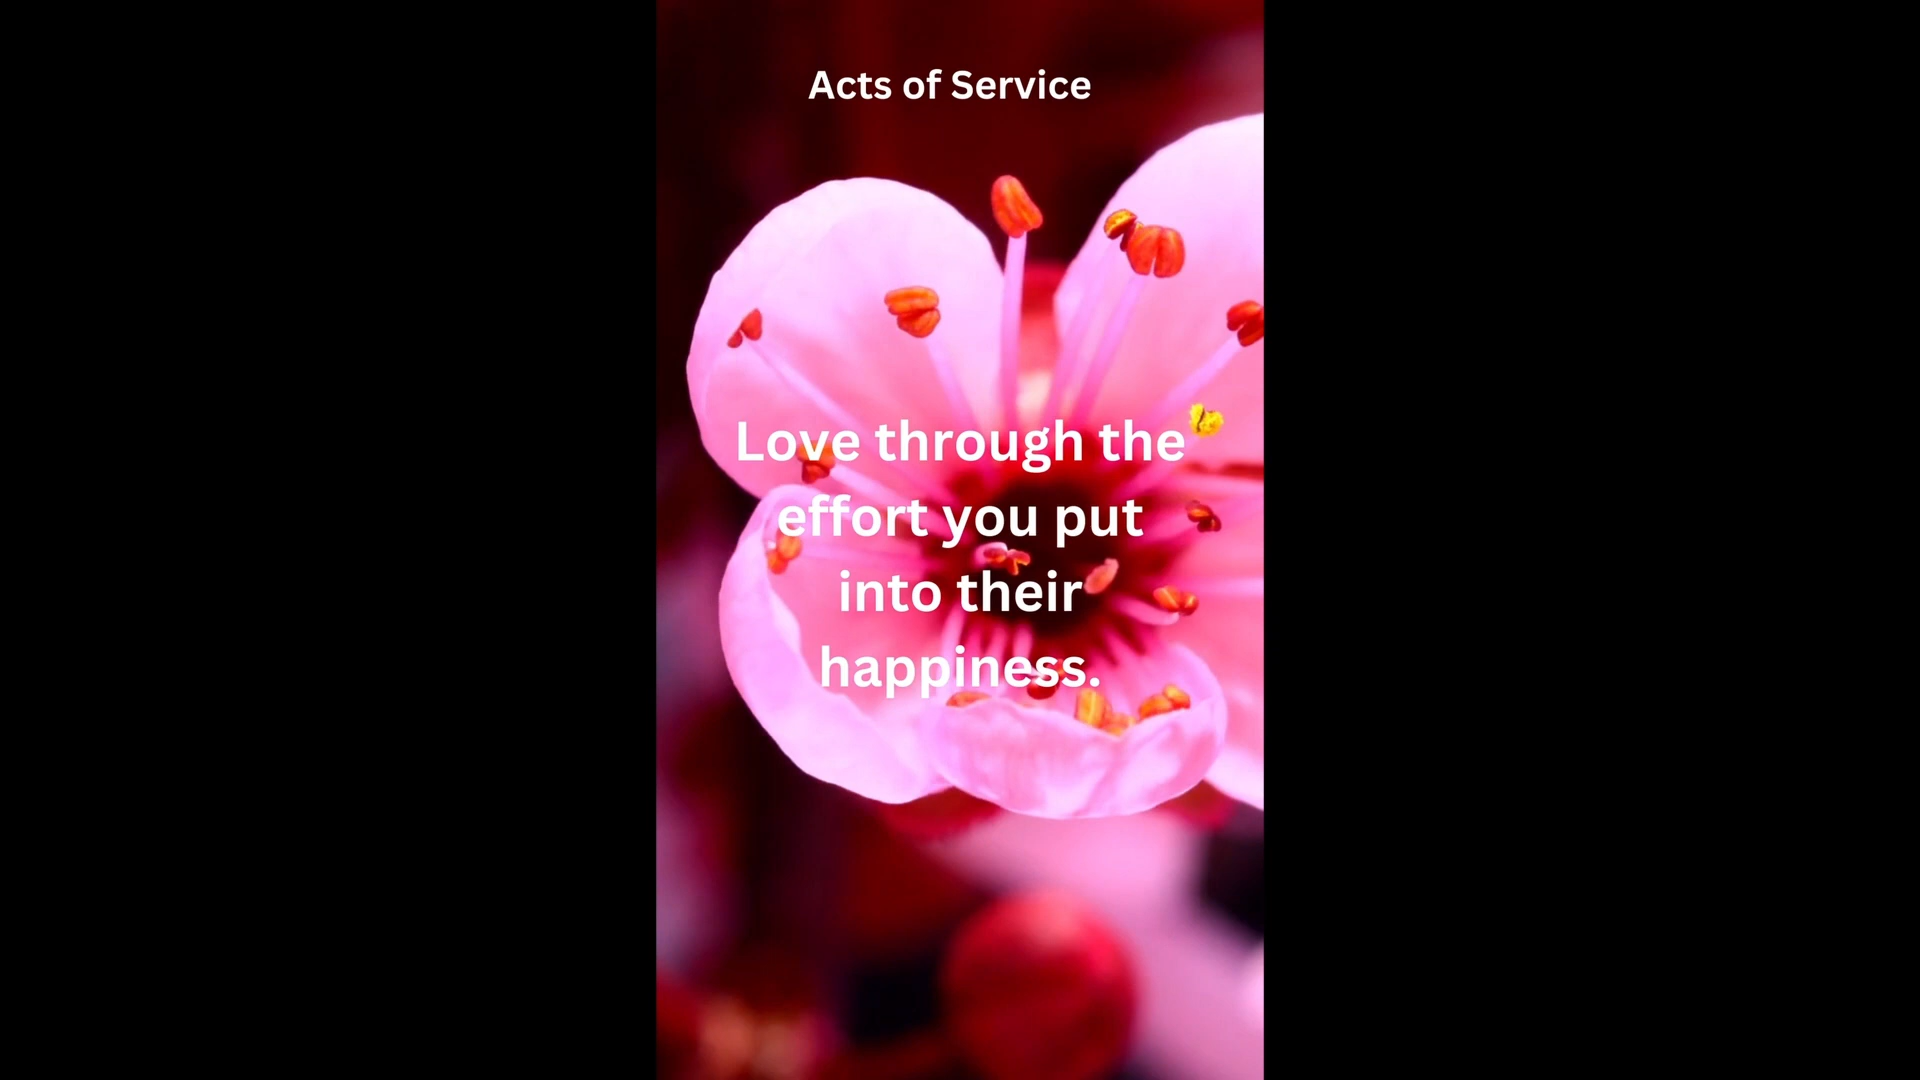 Acts of Service
Love through the
effort you put
into their
happiness.